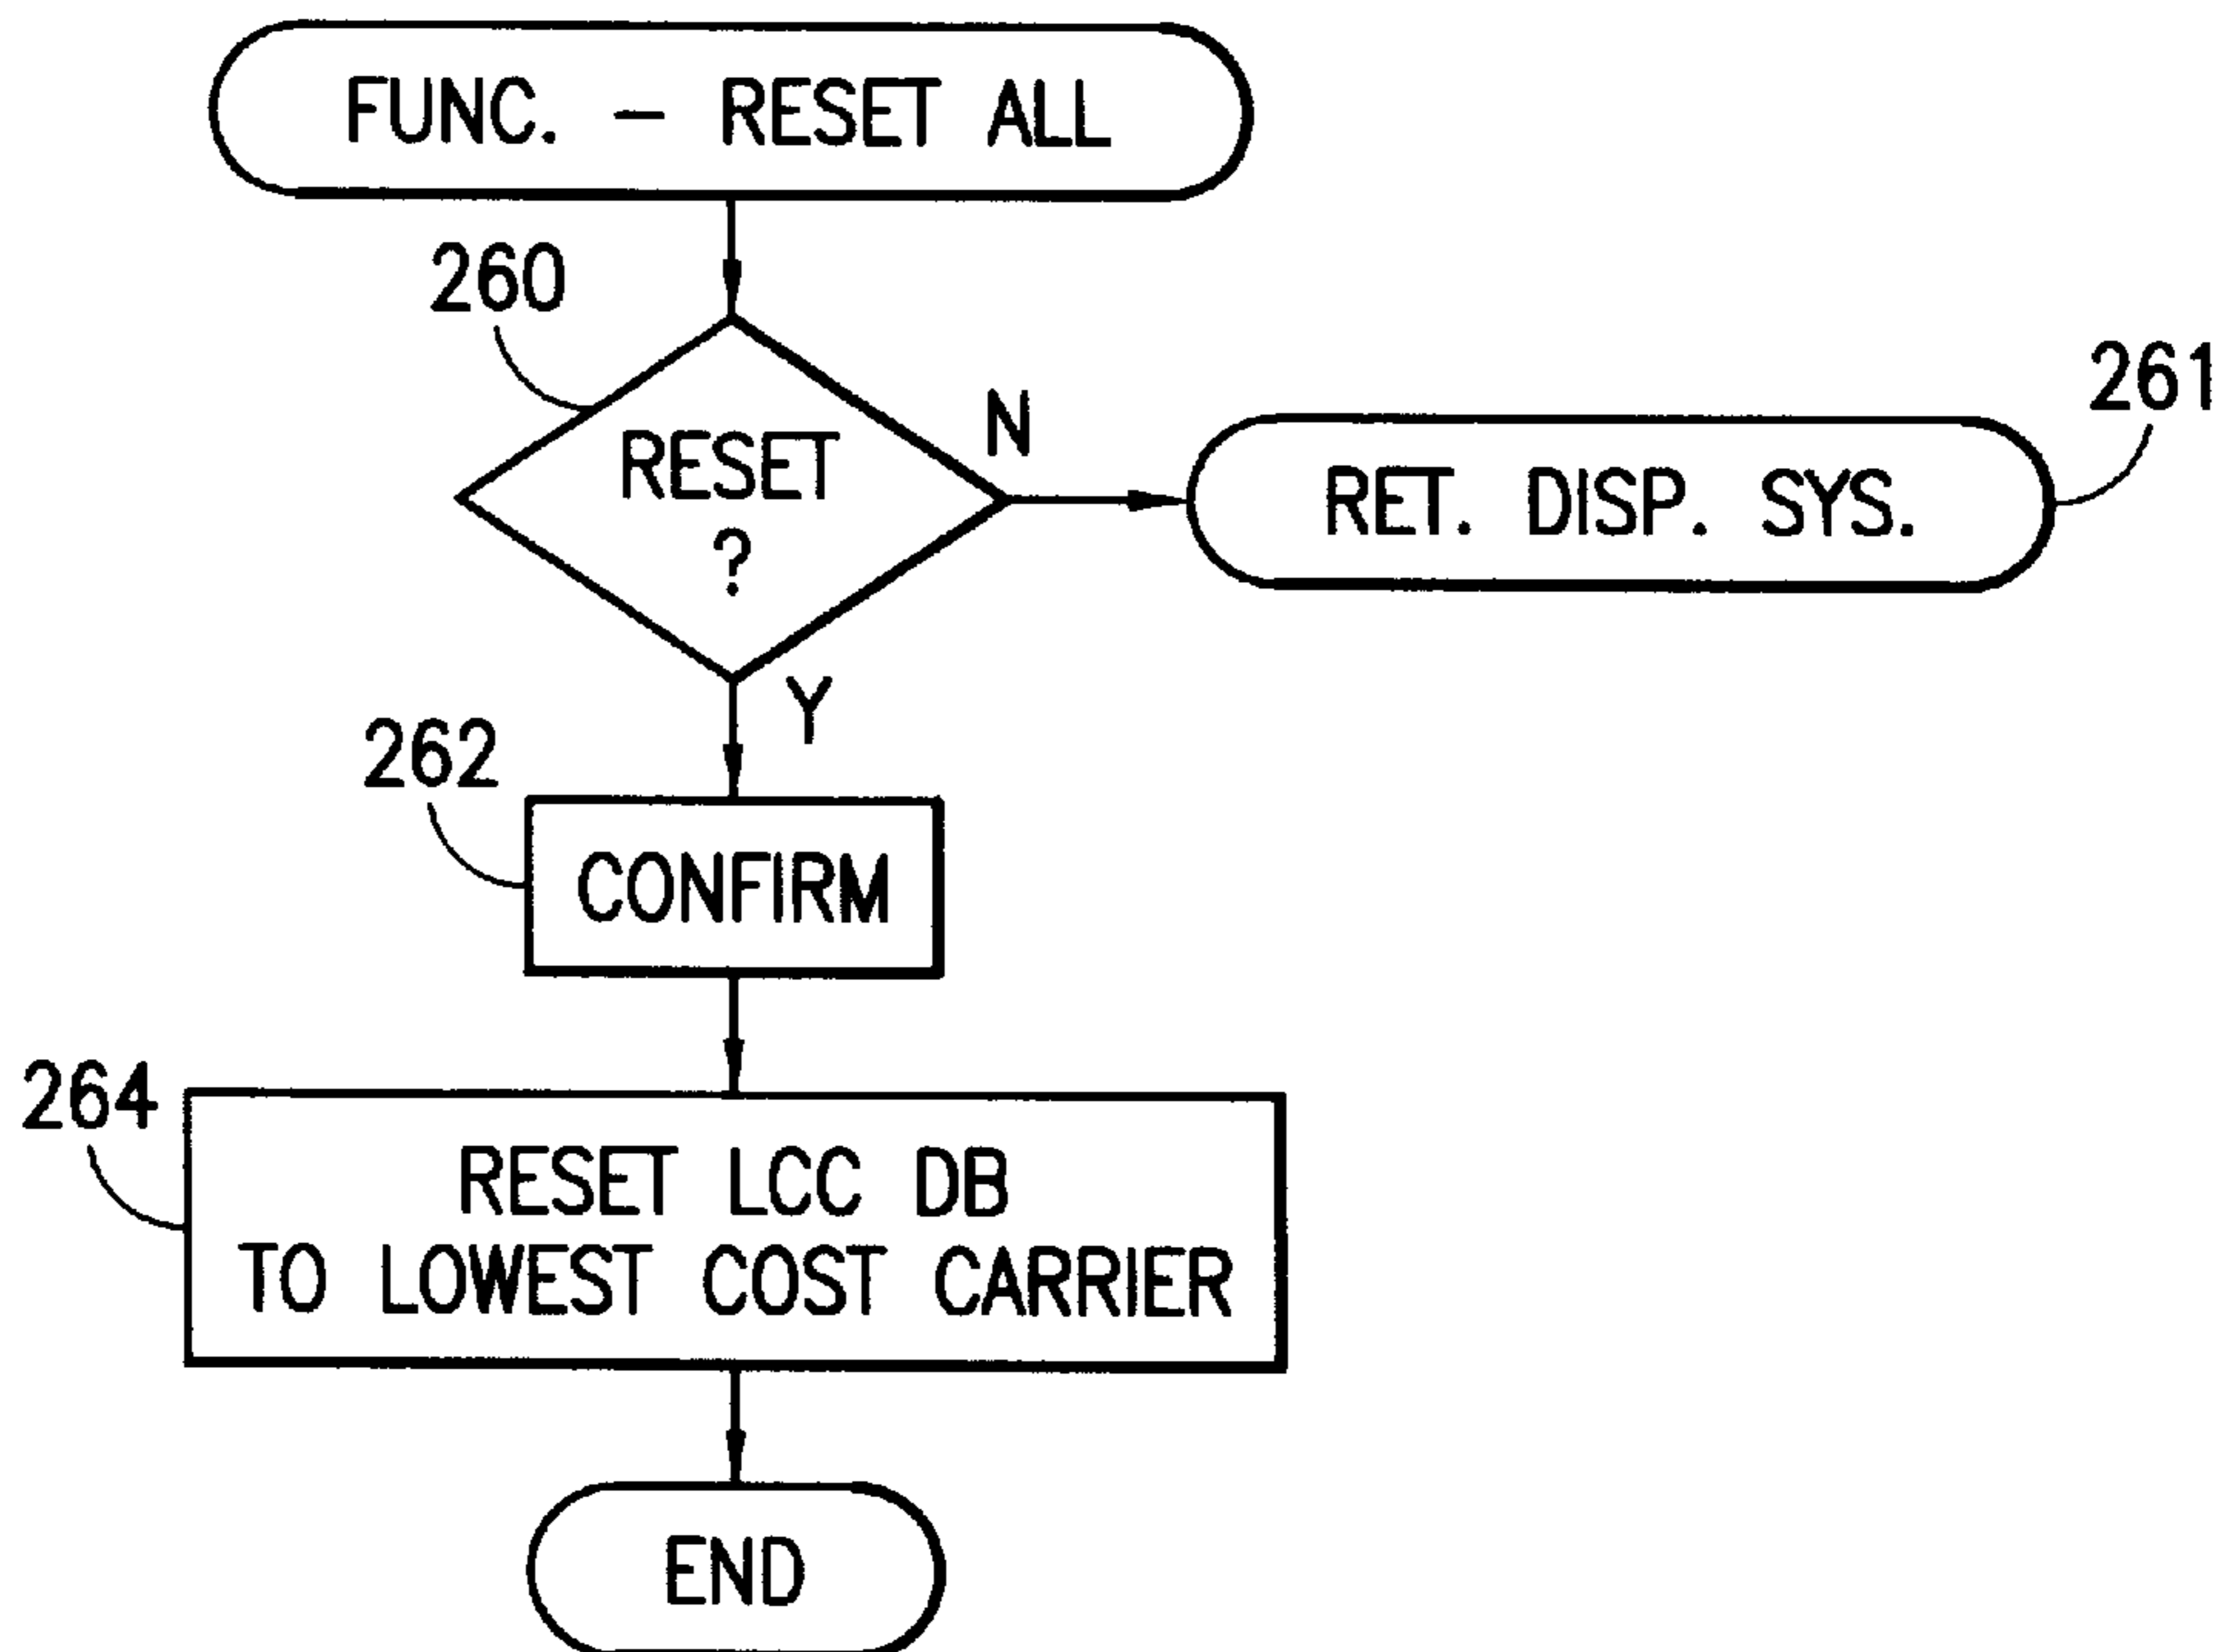 FUNC. – RESET ALL
260
RESET
?
N
RET. DISP. SYS.
261
Y
262
CONFIRM
264
RESET LCC DB
TO LOWEST COST CARRIER
END